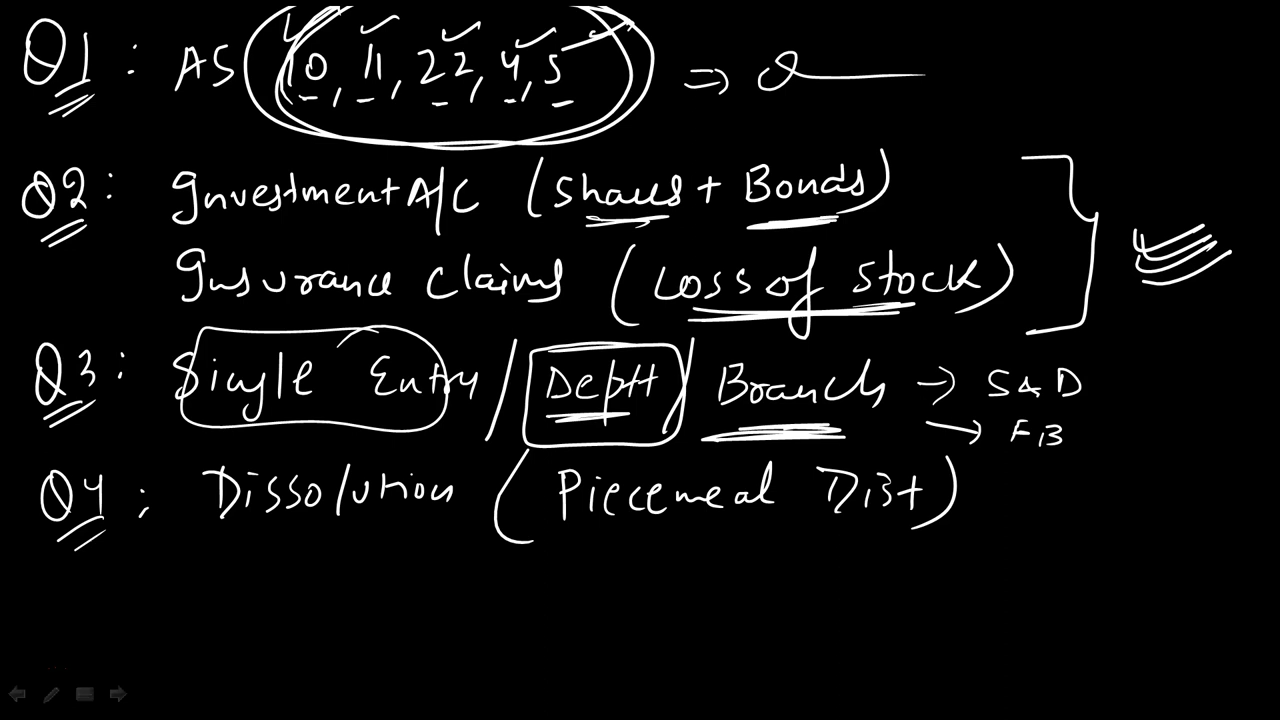 Q1 : AS (10, 11, 22, 4, 5) ⇒
Q2 : Investment A/C (Shares + Bonds)
Insurance claims (Loss of Stock)
Q3 : Single Entry / Deptt / Branch → S & D
→ FB
Q4 : Dissolution (Piecemeal Dist)